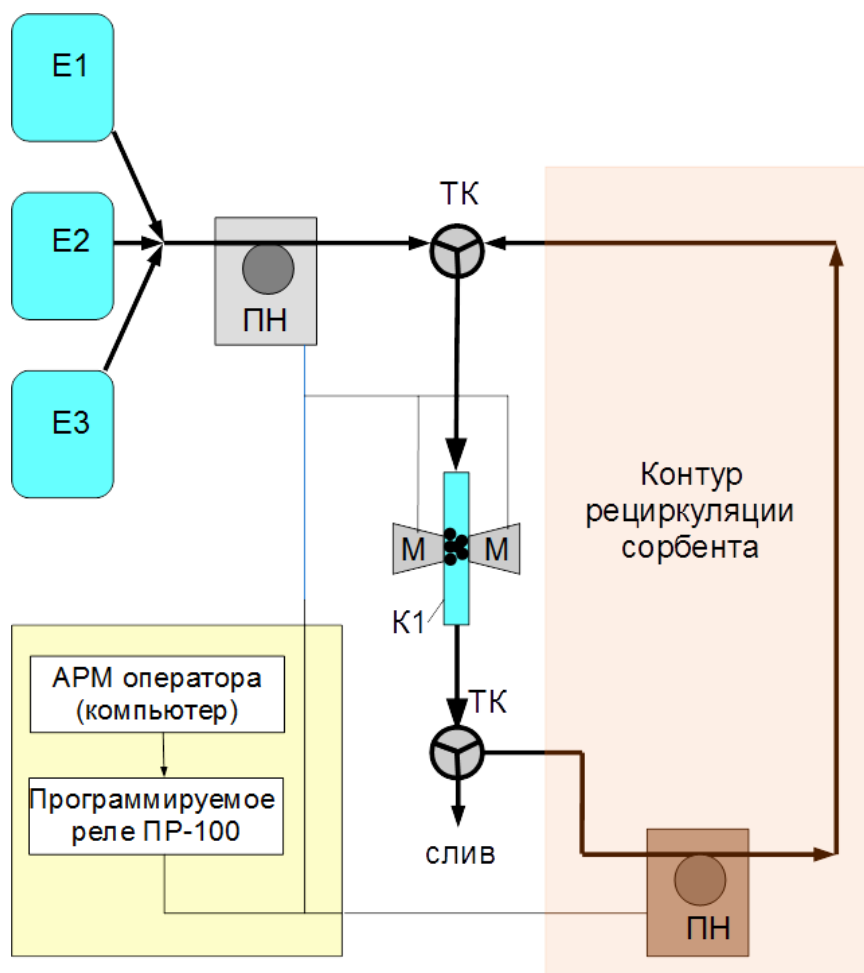 Е1
ТК
Е2
ПН
Е3
Контур
рециркуляции
сорбента
М
М
К1
АРМ оператора
(компьютер)
ТК
Программируемое
реле ПР-100
слив
ПН